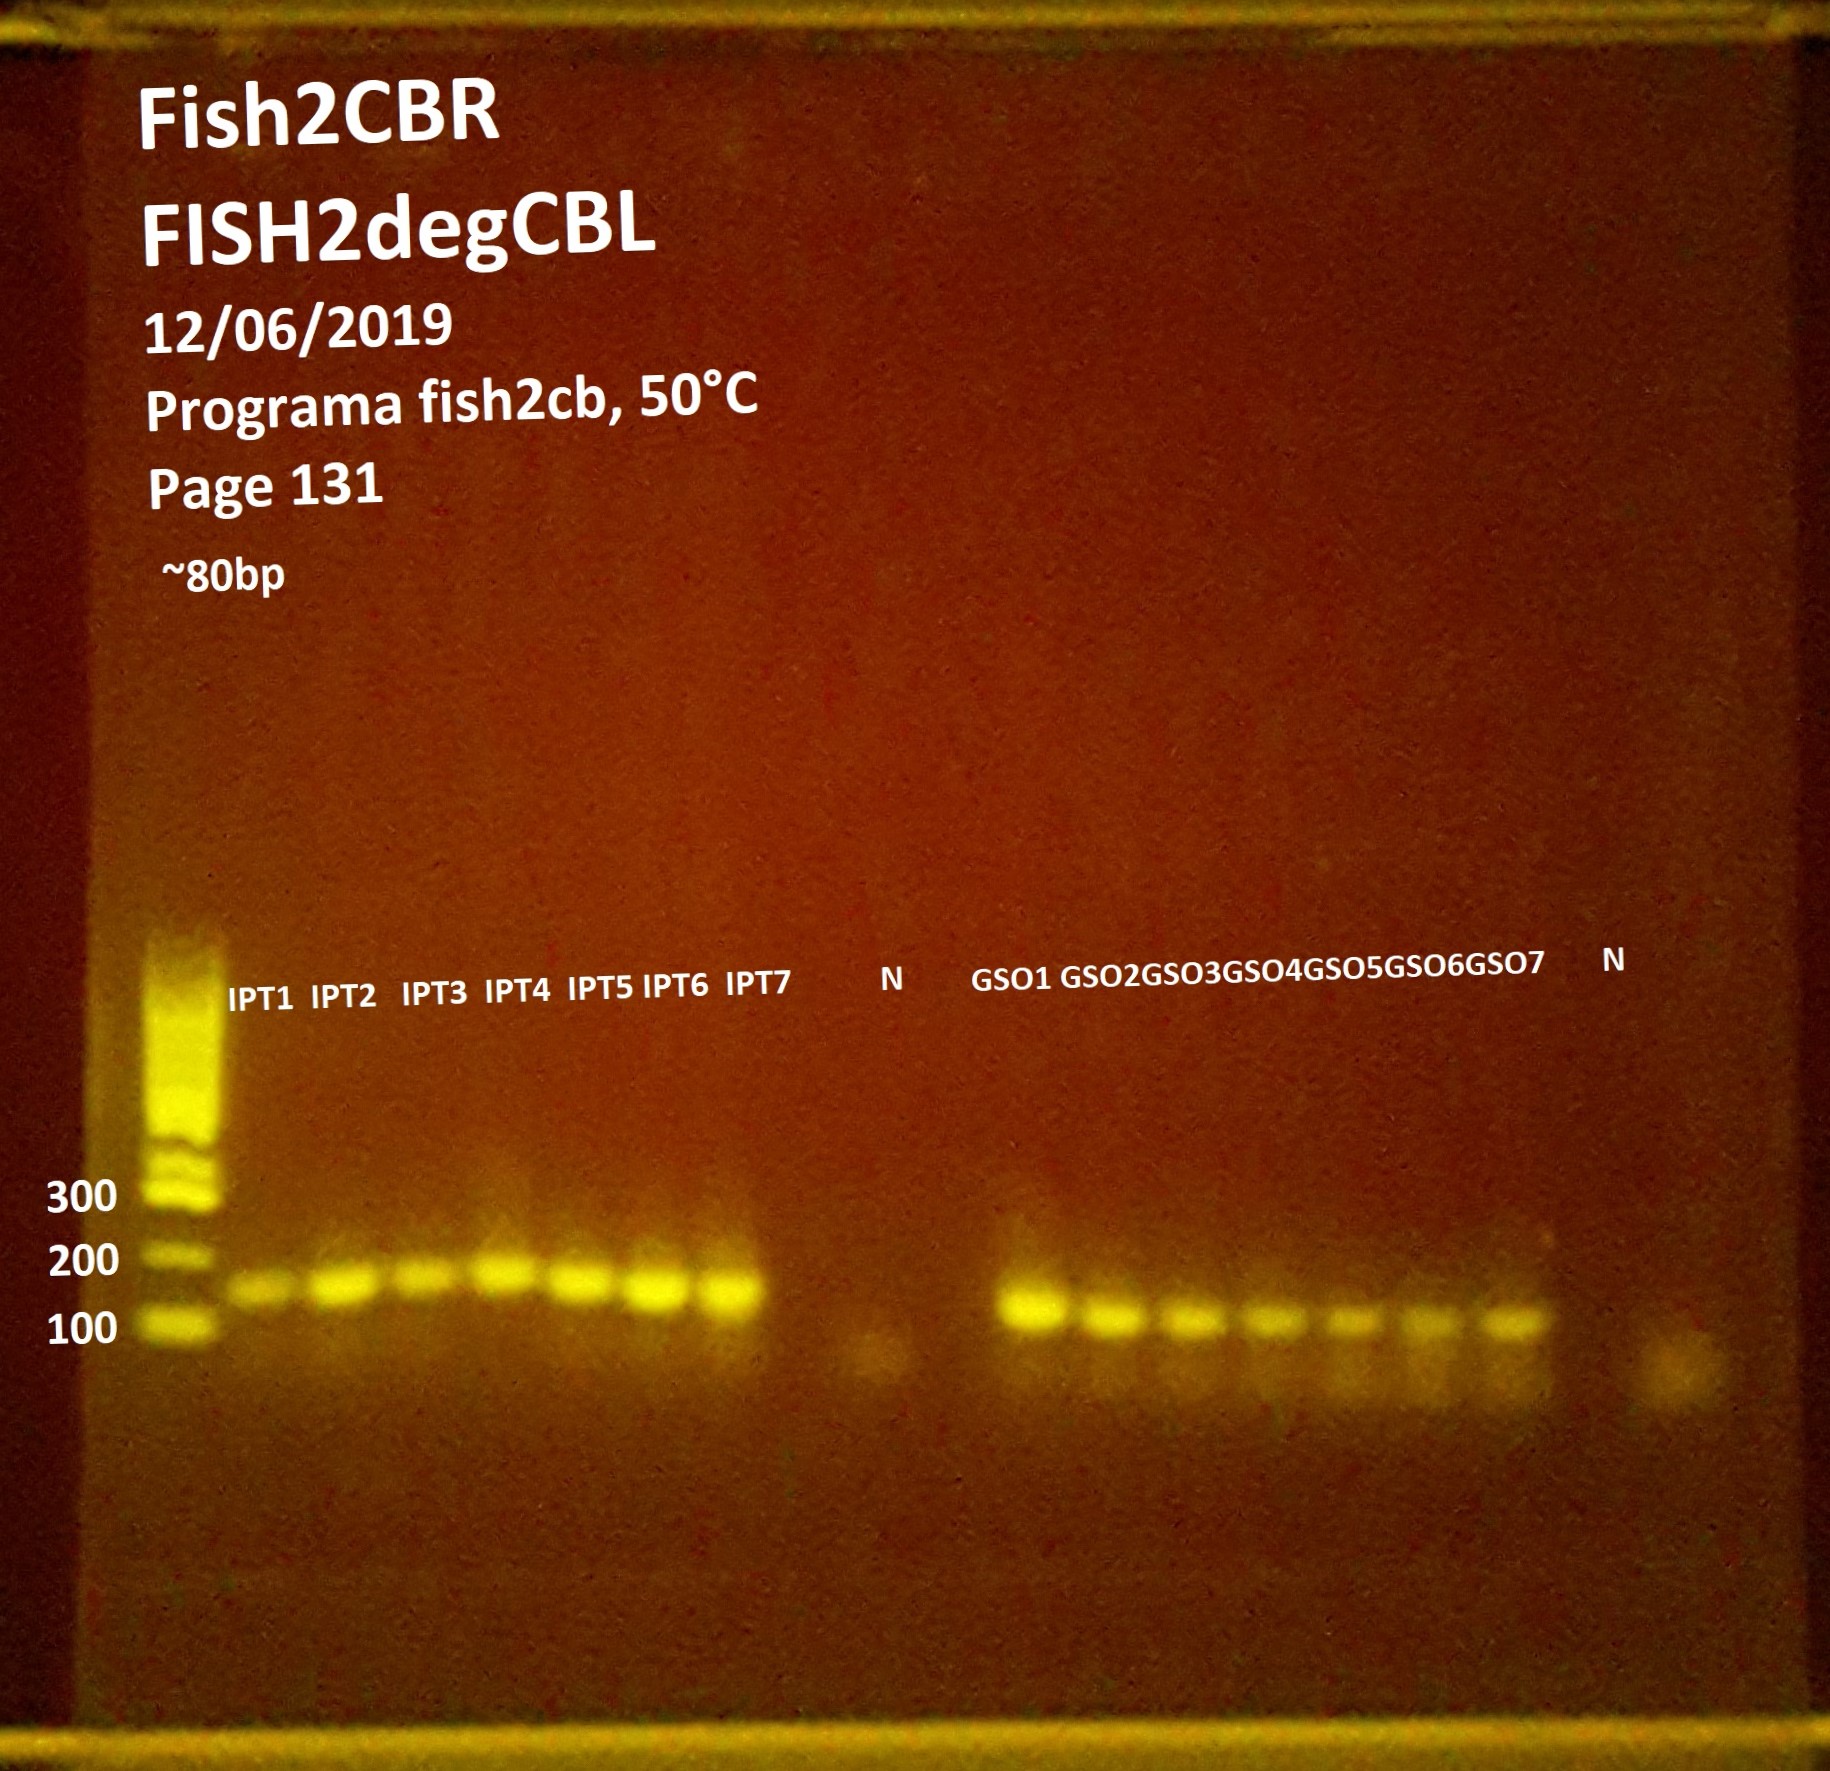 Fish2CBR
FISH2degCBL
12/06/2019
Programa fish2cb, 50°C
Page 131
~80bp
IPT1 IPT2 IPT3 IPT4 IPT5 IPT6 IPT7 N GSO1 GSO2GSO3GSO4GSO5GSO6GSO7 N
300
200
100